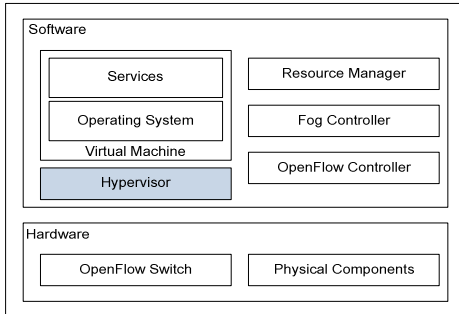 Software
Services
Operating System
Virtual Machine
Hypervisor
Resource Manager
Fog Controller
OpenFlow Controller
Hardware
OpenFlow Switch
Physical Components